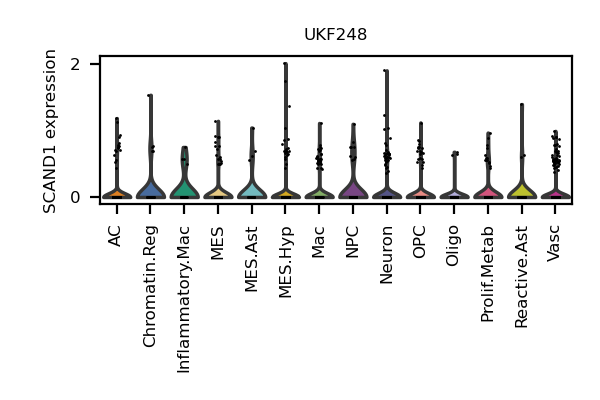 UKF248
SCAND1 expression
2
0
AC
Chromatin.Reg
Inflammatory.Mac
MES
MES.Ast
MES.Hyp
Mac
NPC
Neuron
OPC
Oligo
Prolif.Metab
Reactive.Ast
Vasc